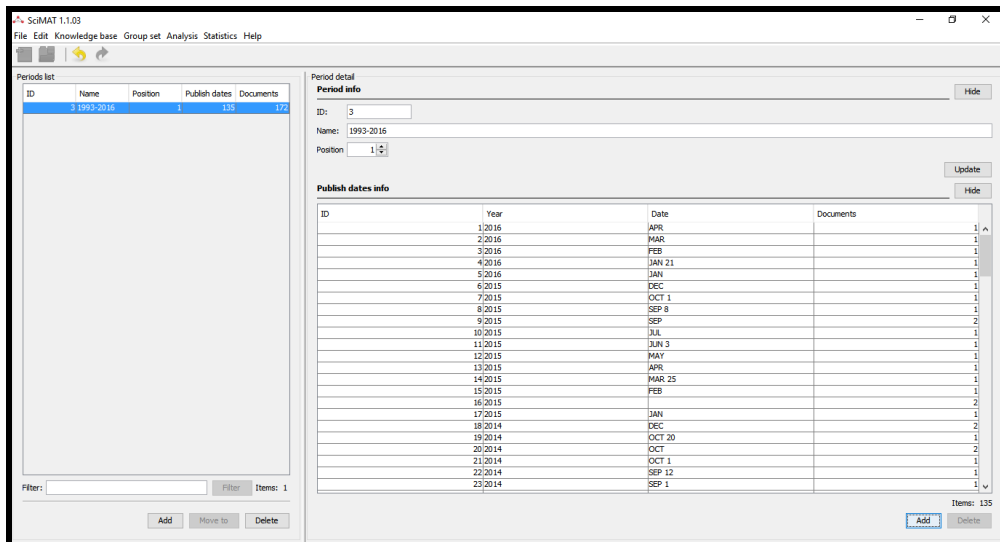 SciMAT 1.1.03
File Edit Knowledge base Group set Analysis Statistics Help
Periods list
ID Name Position Publish dates Documents
3 1993-2016 1 135 172
Filter: Filter Items: 1
Add Move to Delete
Period detail
Period info
Hide
ID: 3
Name: 1993-2016
Position 1
Update
Publish dates info
Hide
ID Year Date Documents
1 2016 APR 1
2 2016 MAR 1
3 2016 FEB 1
4 2016 JAN 21 1
5 2016 JAN 1
6 2015 DEC 1
7 2015 OCT 1 1
8 2015 SEP 8 1
9 2015 SEP 2
10 2015 JUL 1
11 2015 JUN 3 1
12 2015 MAY 1
13 2015 APR 1
14 2015 MAR 25 1
15 2015 FEB 1
16 2015 2
17 2015 JAN 1
18 2014 DEC 2
19 2014 OCT 20 1
20 2014 OCT 2
21 2014 OCT 1 1
22 2014 SEP 12 1
23 2014 SEP 1 1
Items: 135
Add Delete